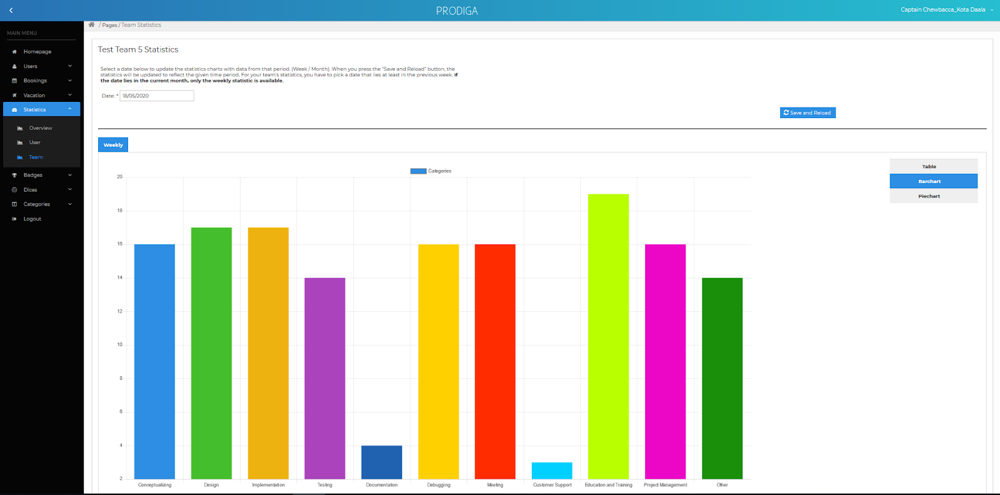 PRODIGA
Captain Chewbacca_Kota Daala
MAIN MENU
Homepage
Users
Bookings
Vacation
Statistics
Overview
User
Team
Badges
Dices
Categories
Logout
/ Pages / Team Statistics
Test Team 5 Statistics
Select a date below to update the statistics charts with data from that period. (Week / Month). When you press the "Save and Reload" button, the
statistics will be updated to reflect the given time period. For your team's statistics, you have to pick a date that lies at least in the previous week. If
the date lies in the current month, only the weekly statistic is available.
Date: * 18/05/2020
Save and Reload
Weekly
Table
Barchart
Piechart
Categories
20
18
16
14
12
10
8
6
4
2
Conceptualizing Design Implementation Testing Documentation Debugging Meeting Customer Support Education and Training Project Management Other